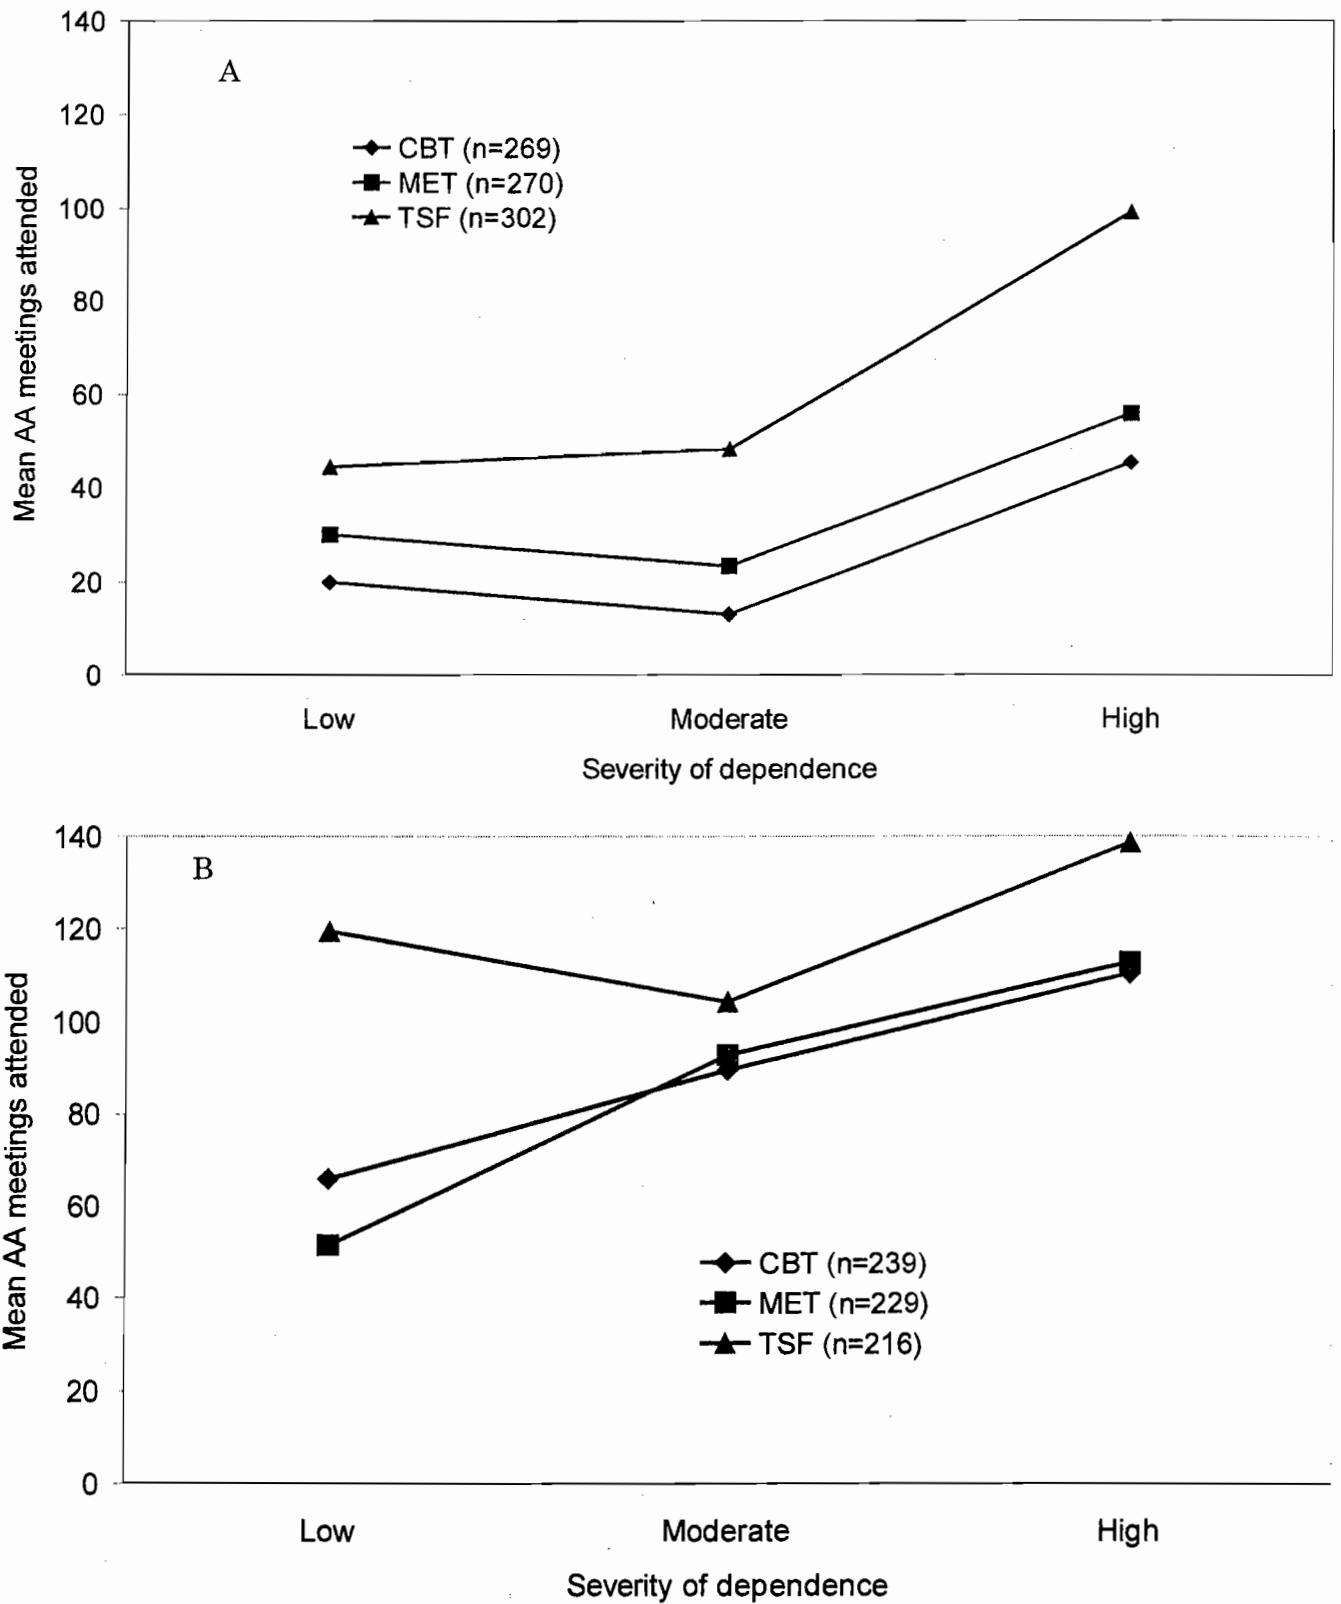 140
A
120
CBT (n=269)
MET (n=270)
100
TSF (n=302)
80
60
40
20
0
Mean AA meetings attended
Low Moderate High
Severity of dependence
140
B
120
100
80
60
CBT (n=239)
40
MET (n=229)
TSF (n=216)
20
0
Mean AA meetings attended
Low Moderate High
Severity of dependence